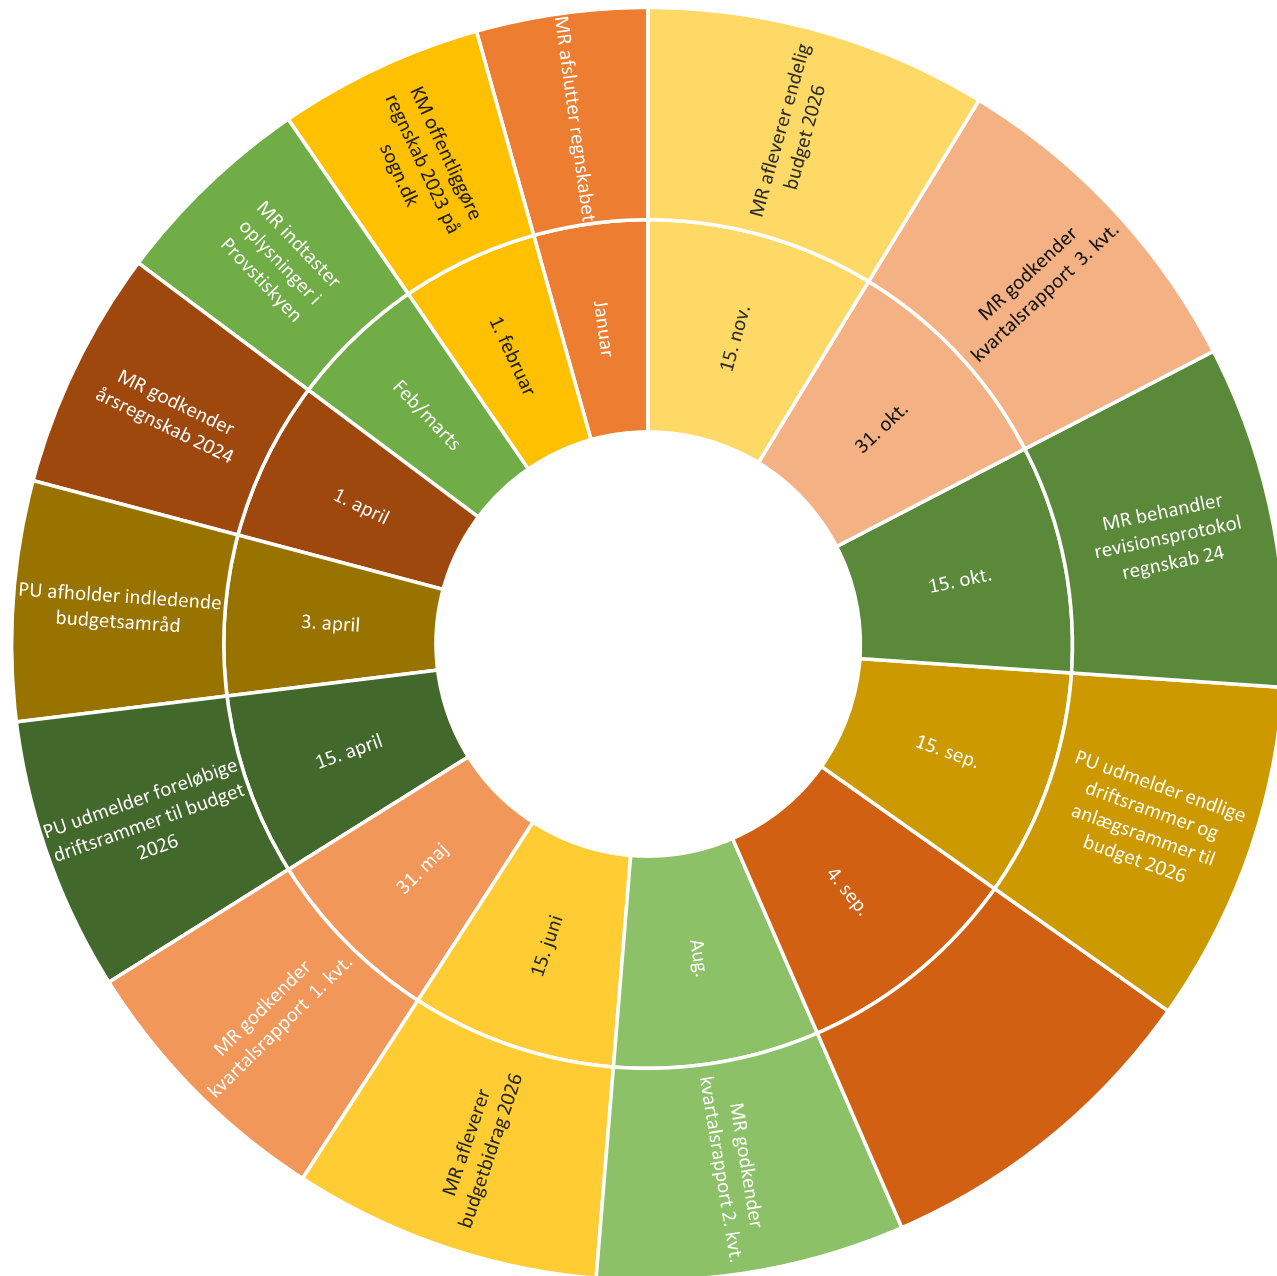 MR afleverer endelig
budget 2026
15. nov.
MR godkender
kvartalsrapport 3. kvt.
31. okt.
MR behandler
revisionsprotokol
regnskab 24
15. okt.
PU udmelder endlige
driftsrammer og
anlægsrammer til
budget 2026
15. sep.
4. sep.
MR godkender
kvartalsrapport 2. kvt.
Aug.
MR afleverer
budgetbidrag 2026
15. juni
MR godkender
kvartalsrapport 1. kvt.
31. maj
PU udmelder foreløbige
driftsrammer til budget
2026
15. april
PU afholder indledende
budgetsamråd
3. april
MR godkender
årsregnskab 2024
1. april
MR indtaster
oplysninger i
Provstiskyen
Feb/marts
KM offentliggøre
regnskab 2023 på
sogn.dk
1. februar
MR afslutter regnskabet
Januar